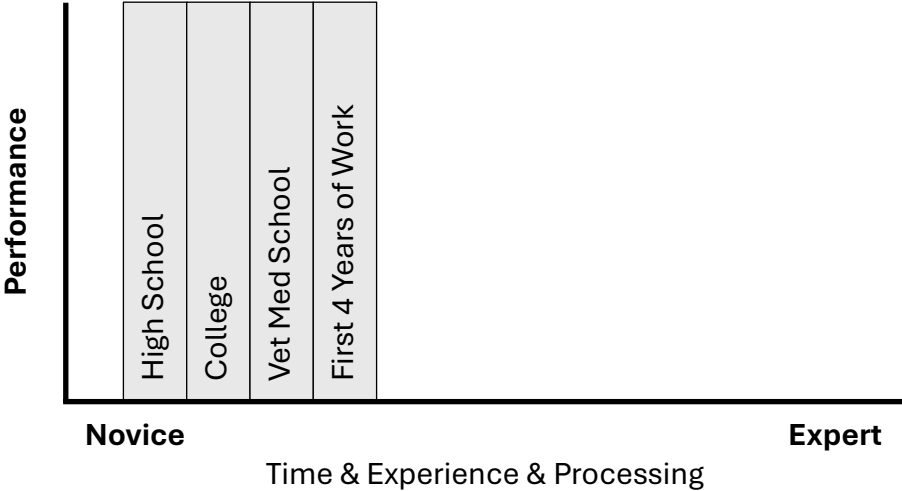 Performance
High School
College
Vet Med School
First 4 Years of Work
Novice
Expert
Time & Experience & Processing